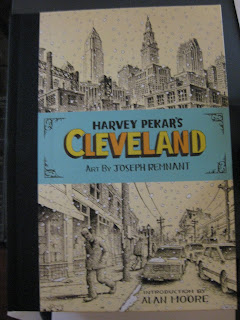 HARVEY PEKAR'S
CLEVELAND
ART BY JOSEPH REMNANT
INTRODUCTION BY
ALAN MOORE